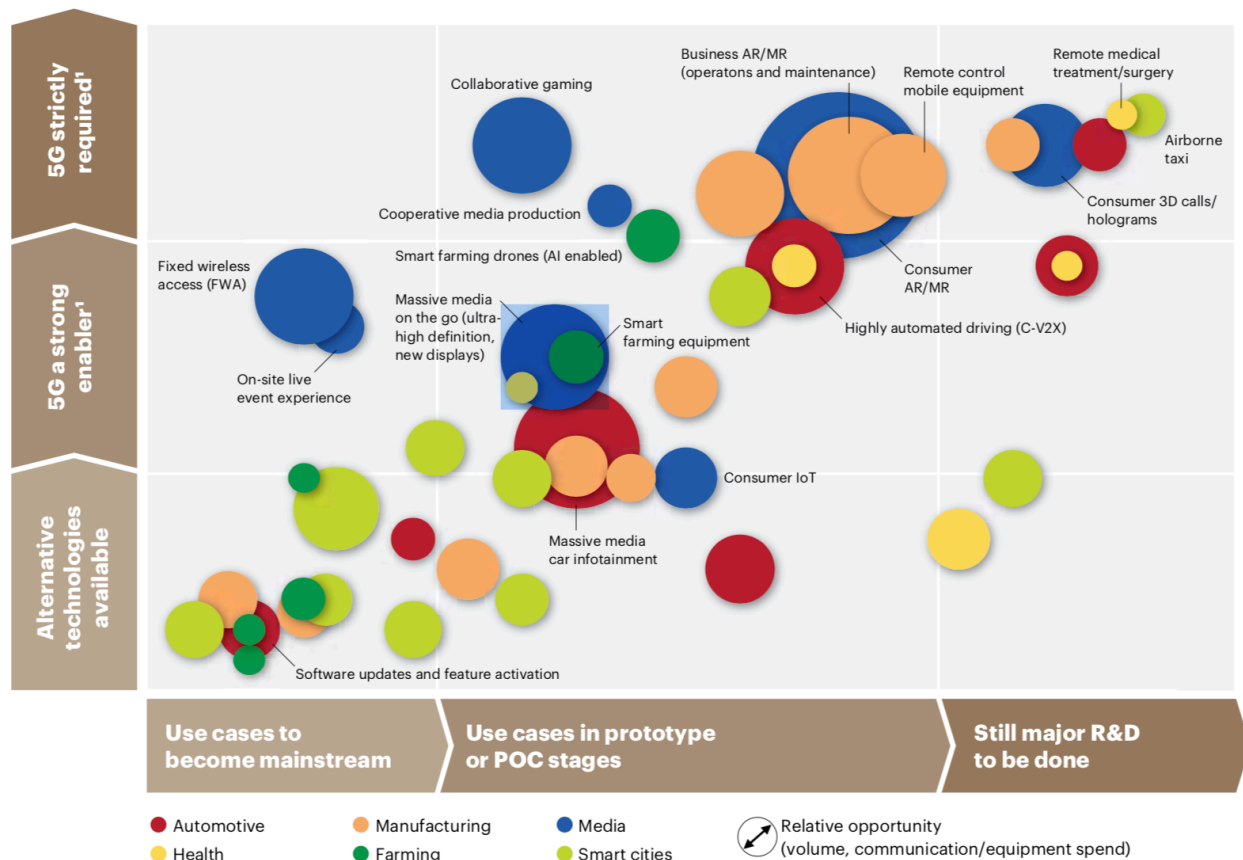 5G strictly
required¹
5G a strong
enabler¹
Alternative
technologies
available
Collaborative gaming
Business AR/MR
(operatons and maintenance)
Remote control
mobile equipment
Remote medical
treatment/surgery
Airborne
taxi
Cooperative media production
Consumer 3D calls/
holograms
Smart farming drones (AI enabled)
Fixed wireless
access (FWA)
Consumer
AR/MR
Massive media
on the go (ultra-
high definition,
new displays)
Smart
farming equipment
Highly automated driving (C-V2X)
On-site live
event experience
Consumer IoT
Massive media
car infotainment
Software updates and feature activation
Use cases to
become mainstream
Use cases in prototype
or POC stages
Still major R&D
to be done
Automotive
Manufacturing
Media
Relative opportunity
(volume, communication/equipment spend)
Health
Farming
Smart cities